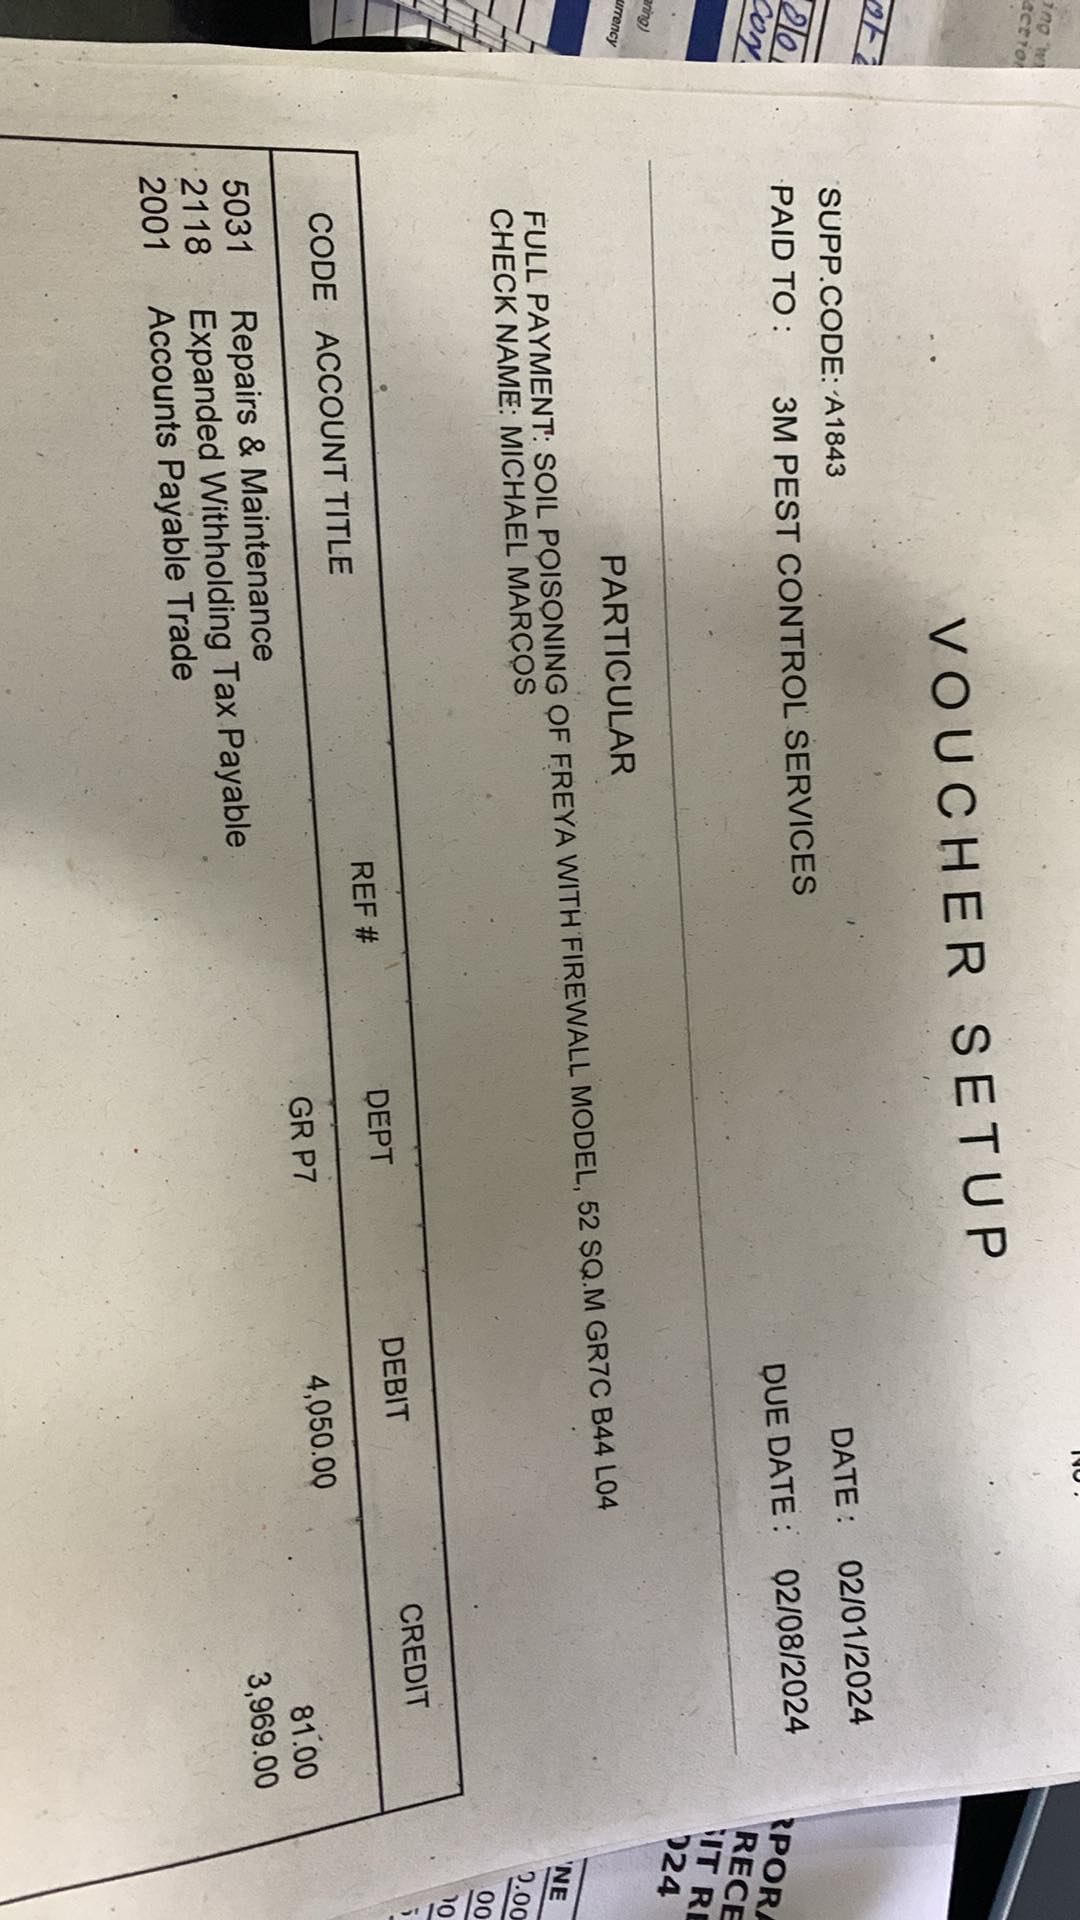 VOUCHER SETUP
SUPP.CODE: A1843
DATE : 02/01/2024
PAID TO : 3M PEST CONTROL SERVICES
DUE DATE : 02/08/2024
PARTICULAR
FULL PAYMENT: SOIL POISONING OF FREYA WITH FIREWALL MODEL, 52 SQ.M GR7C B44 L04
CHECK NAME: MICHAEL MARCOS
CODE ACCOUNT TITLE REF # DEPT DEBIT CREDIT
5031 Repairs & Maintenance GR P7 4,050.00
2118 Expanded Withholding Tax Payable 81.00
2001 Accounts Payable Trade 3,969.00